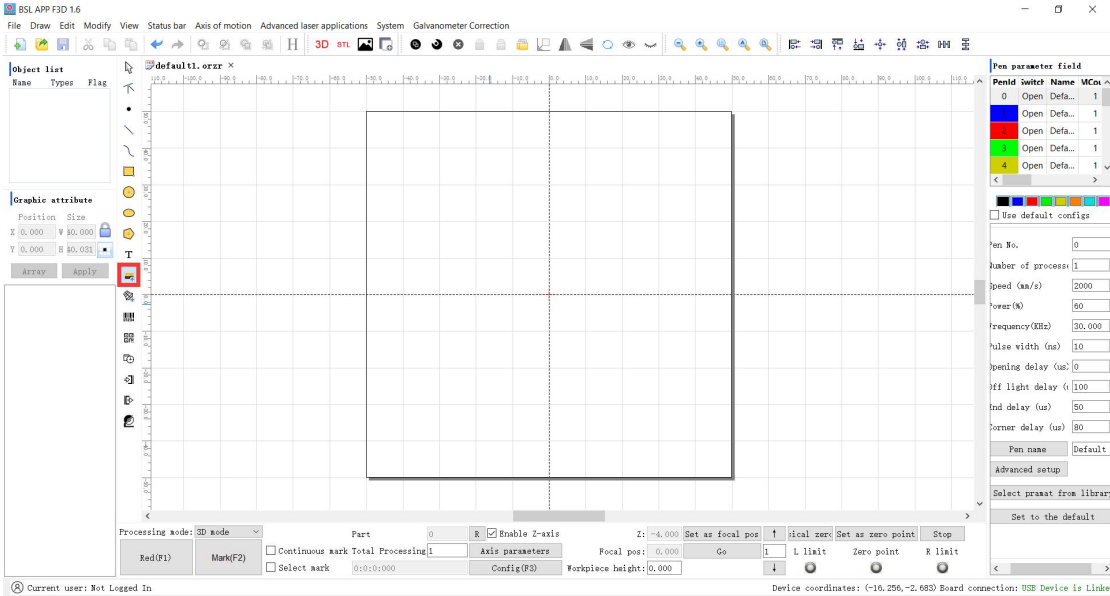 BSL APP F3D 1.6
File Draw Edit Modify View Status bar Axis of motion Advanced laser applications System Galvanometer Correction
H 3D STL
Object list
Name Types Flag
default1.orzr ×
Graphic attribute
Position Size
X 0.000 W 40.000
Y 0.000 H 40.031
Array Apply
T
Pen parameter field
PenId Switch Name MCou
0 Open Defa... 1
1 Open Defa... 1
2 Open Defa... 1
3 Open Defa... 1
4 Open Defa... 1
Use default configs
Pen No. 0
Number of process 1
Speed (mm/s) 2000
Power(%) 60
Frequency(KHz) 30.000
Pulse width (ns) 10
Opening delay (us) 0
Off light delay ( 100
End delay (us) 50
Corner delay (us) 80
Pen name Default
Advanced setup
Select pramat from librar
Set to the default
Processing mode: 3D mode Part 0 R Enable Z-axis Z: -4.000 Set as focal pos ↑ ical zero Set as zero point Stop
Red(F1) Mark(F2) Continuous mark Total Processing 1 Axis parameters Focal pos: 0.000 Go 1 L limit Zero point R limit
Select mark 0:0:0:000 Config(F3) Workpiece height: 0.000 ↓
Current user: Not Logged In Device coordinates: (-16.256,-2.683) Board connection: USB Device is Linke